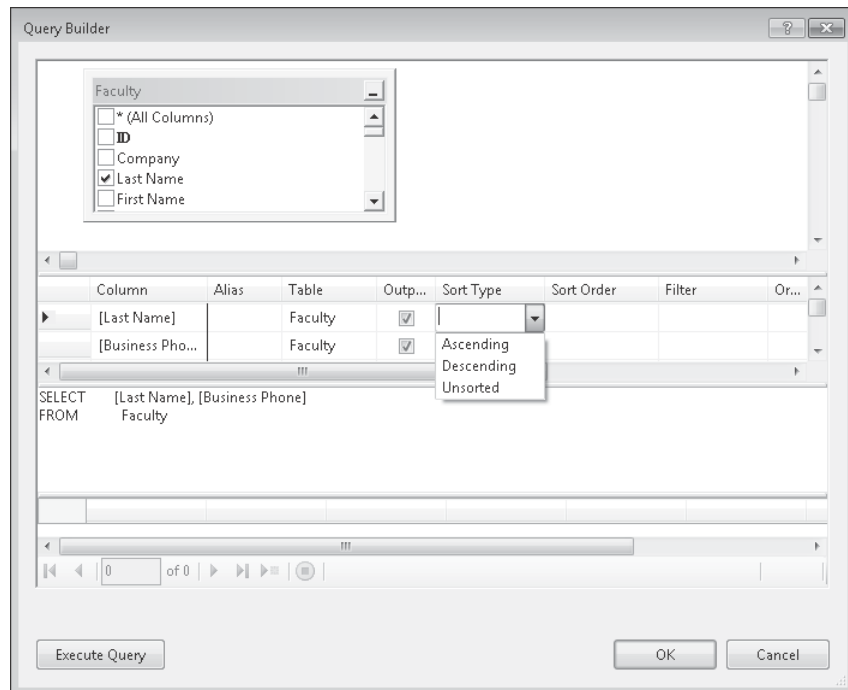 Query Builder
Faculty
* (All Columns)
ID
Company
Last Name
First Name
Column Alias Table Outp... Sort Type Sort Order Filter Or...
[Last Name] Faculty
[Business Pho... Faculty
Ascending
Descending
Unsorted
SELECT [Last Name], [Business Phone]
FROM Faculty
0 of 0
Execute Query OK Cancel